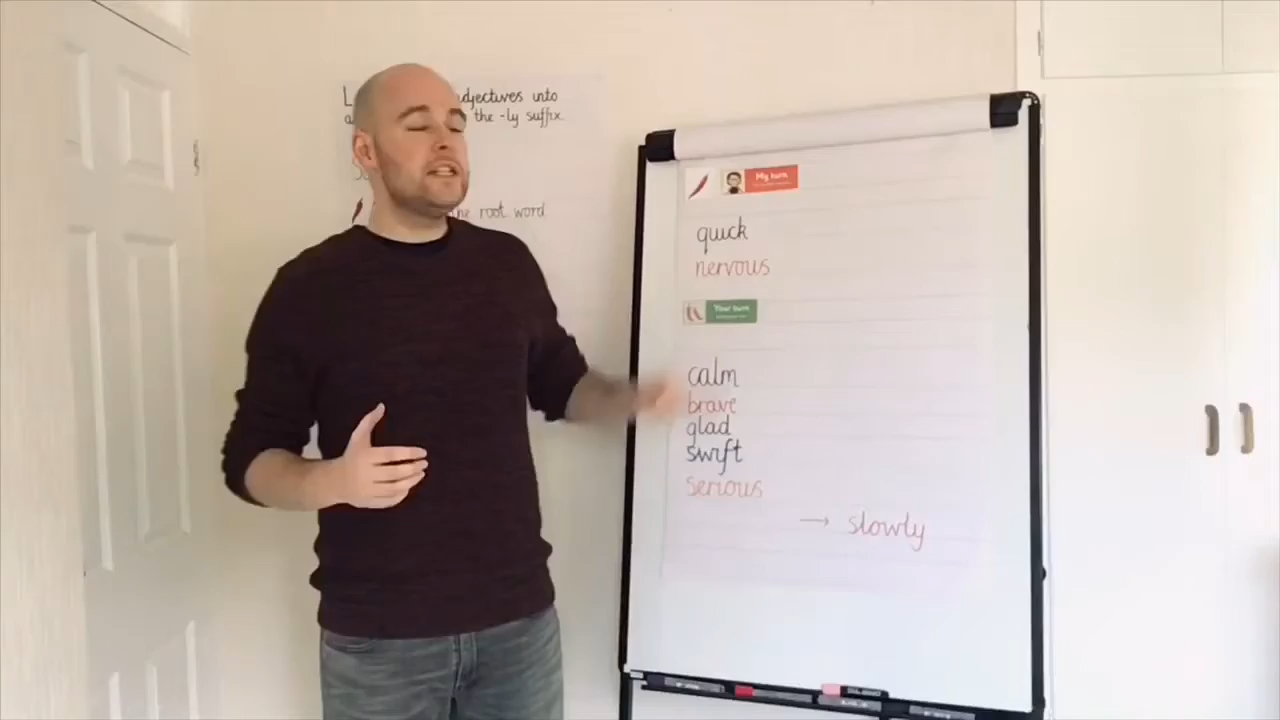 L adjectives into
a the -ly suffix.
the root word
My turn
quick
nervous
Your turn
calm
brave
glad
swift
serious
→ slowly